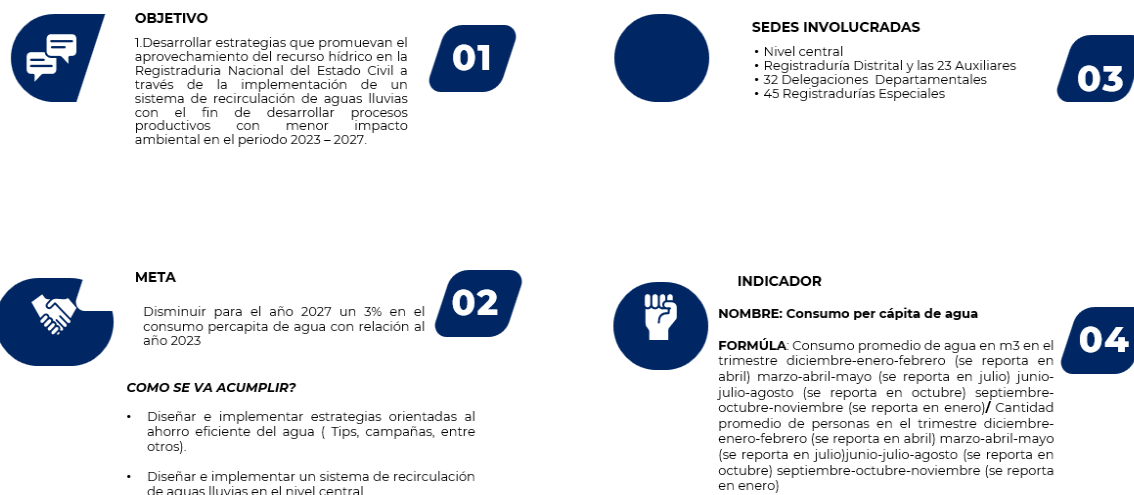 OBJETIVO
1.Desarrollar estrategias que promuevan el
aprovechamiento del recurso hídrico en la
Registraduria Nacional del Estado Civil a
través de la implementación de un
sistema de recirculación de aguas lluvias
con el fin de desarrollar procesos
productivos con menor impacto
ambiental en el periodo 2023 – 2027.
01
META
Disminuir para el año 2027 un 3% en el
consumo percapita de agua con relación al
año 2023
02
COMO SE VA ACUMPLIR?
• Diseñar e implementar estrategias orientadas al
ahorro eficiente del agua ( Tips, campañas, entre
otros).
• Diseñar e implementar un sistema de recirculación
de aguas lluvias en el nivel central
SEDES INVOLUCRADAS
• Nivel central
• Registraduría Distrital y las 23 Auxiliares
• 32 Delegaciones Departamentales
• 45 Registradurías Especiales
03
INDICADOR
NOMBRE: Consumo per cápita de agua
FORMÚLA: Consumo promedio de agua en m3 en el
trimestre diciembre-enero-febrero (se reporta en
abril) marzo-abril-mayo (se reporta en julio) junio-
julio-agosto (se reporta en octubre) septiembre-
octubre-noviembre (se reporta en enero)/ Cantidad
promedio de personas en el trimestre diciembre-
enero-febrero (se reporta en abril) marzo-abril-mayo
(se reporta en julio)junio-julio-agosto (se reporta en
octubre) septiembre-octubre-noviembre (se reporta
en enero)
04